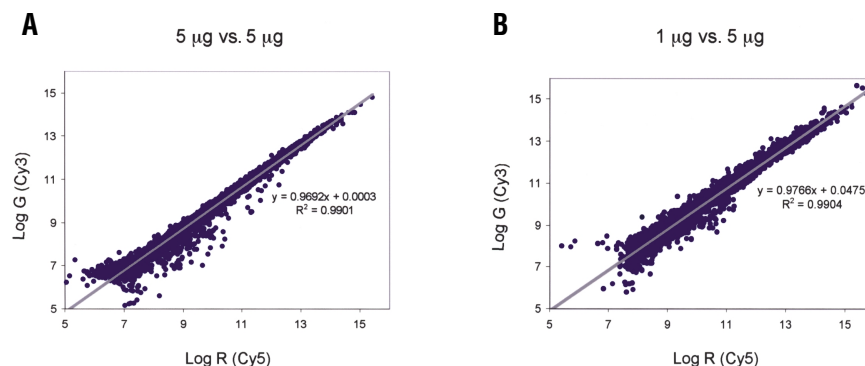 A
5 µg vs. 5 µg
15
13
11
9
7
5
Log G (Cy3)
y = 0.9692x + 0.0003
R² = 0.9901
5 7 9 11 13 15
Log R (Cy5)
B
1 µg vs. 5 µg
15
13
11
9
7
5
Log G (Cy3)
y = 0.9766x + 0.0475
R² = 0.9904
5 7 9 11 13 15
Log R (Cy5)